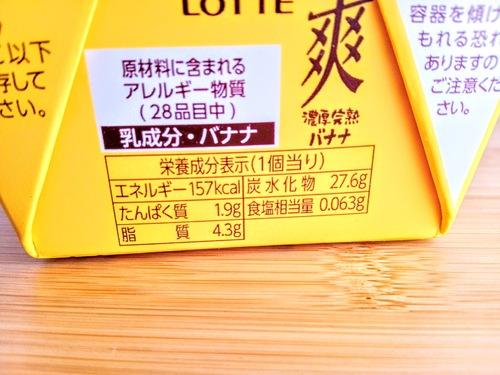 LOTTE
爽
濃厚完熟
バナナ
以下
存して
さい。
原材料に含まれる
アレルギー物質
(28品目中)
乳成分・バナナ
栄養成分表示(1個当り)
エネルギー157kcal 炭水化物 27.6g
たんぱく質 1.9g 食塩相当量 0.063g
脂質 4.3g
容器を傾け
もれる恐れ
ありますの
ご注意くだ
さい。